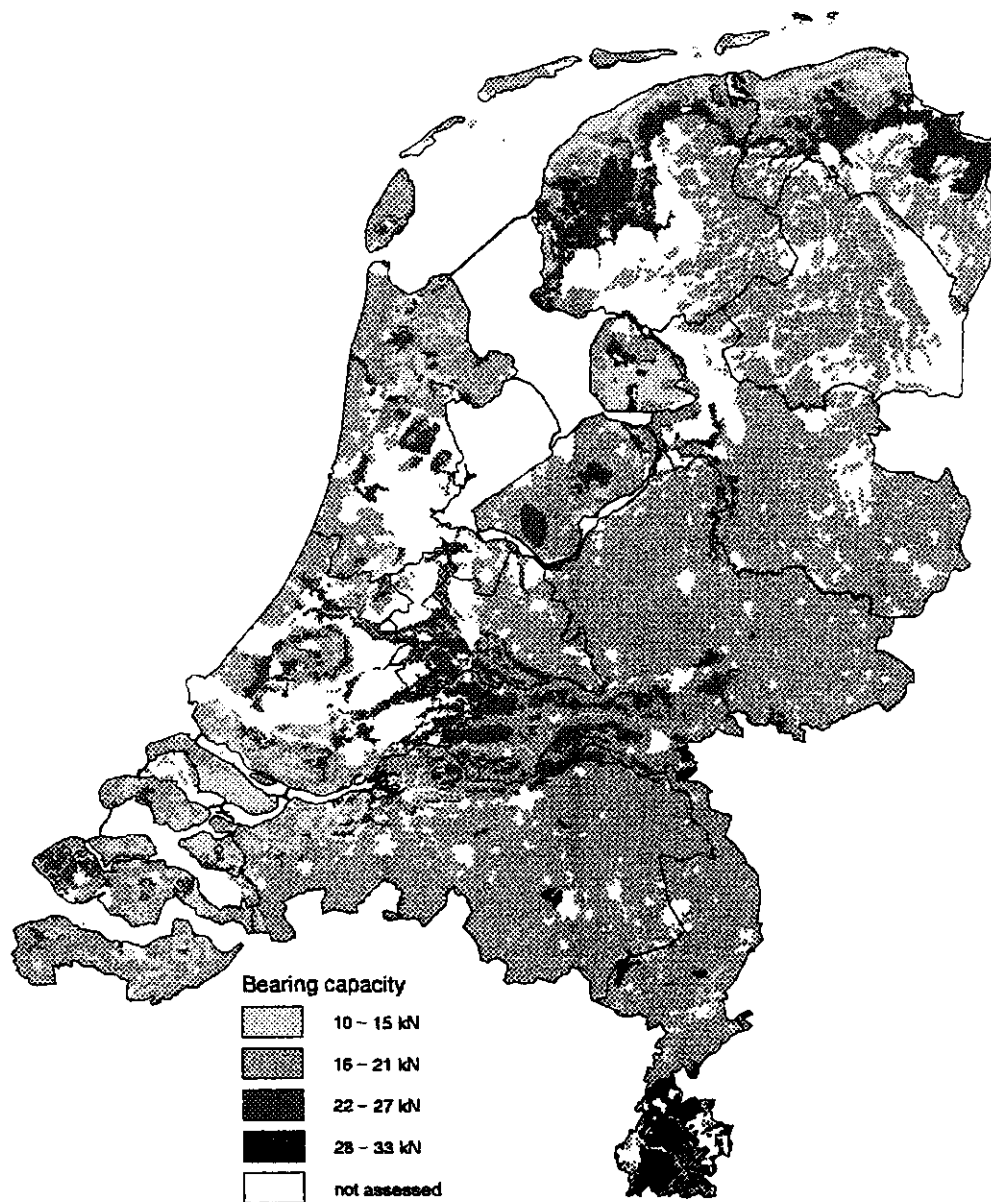 Bearing capacity
10 – 15 kN
16 – 21 kN
22 – 27 kN
28 – 33 kN
not assessed